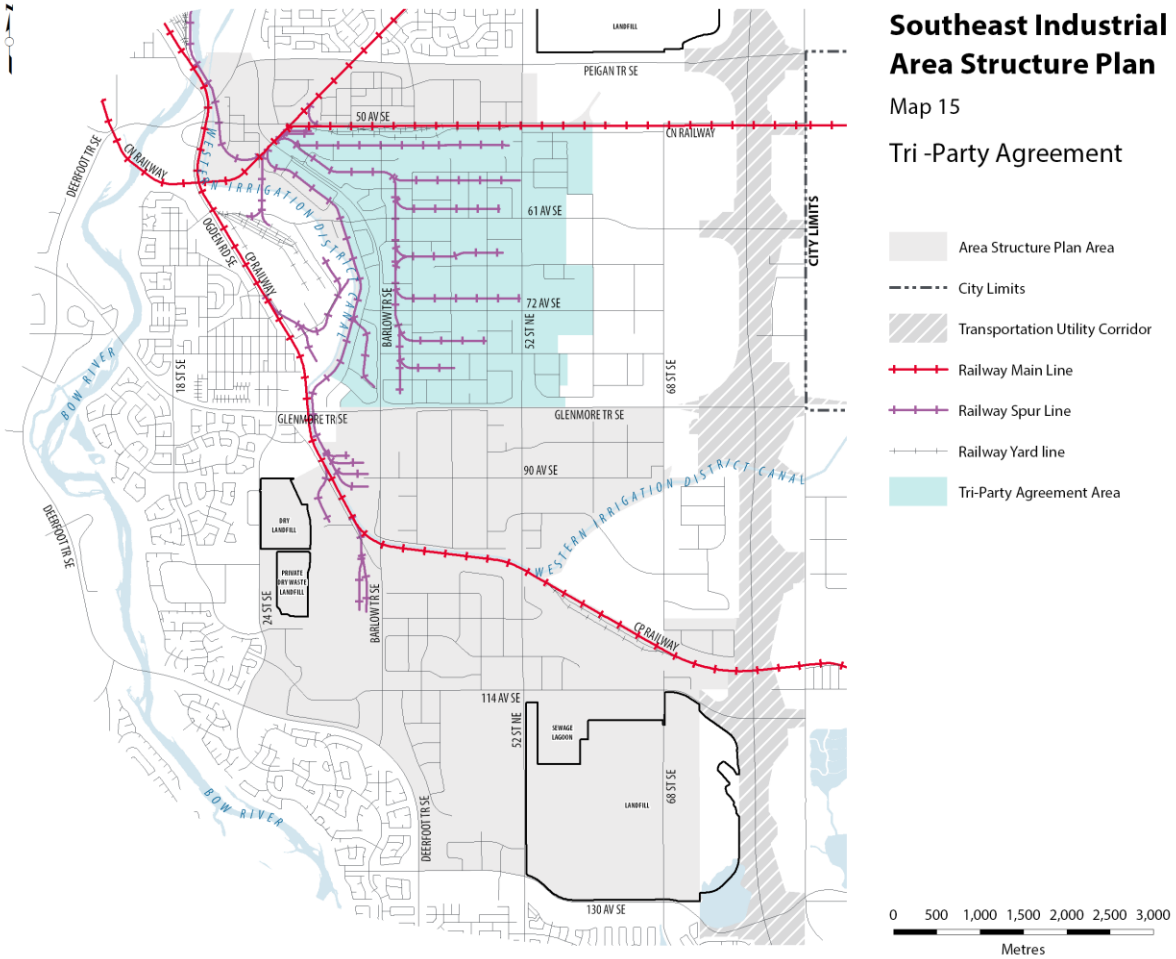 Southeast Industrial
Area Structure Plan
Map 15
Tri -Party Agreement
Area Structure Plan Area
City Limits
Transportation Utility Corridor
Railway Main Line
Railway Spur Line
Railway Yard line
Tri-Party Agreement Area
0 500 1,000 1,500 2,000 2,500 3,000
Metres
N
LANDFILL
PEIGAN TR SE
50 AV SE
CN RAILWAY
CITY LIMITS
DEERFOOT TR SE
CN RAILWAY
WESTERN IRRIGATION DISTRICT CANAL
61 AV SE
OGDEN RD SE
CP RAILWAY
BARLOW TR SE
72 AV SE
52 ST NE
18 ST SE
68 ST SE
BOW RIVER
GLENMORE TR SE
GLENMORE TR SE
90 AV SE
WESTERN IRRIGATION DISTRICT CANAL
DEERFOOT TR SE
DRY
LANDFILL
PRIVATE
DRY WASTE
LANDFILL
24 ST SE
BARLOW TR SE
CP RAILWAY
114 AV SE
52 ST NE
SEWAGE
LAGOON
68 ST SE
LANDFILL
BOW RIVER
DEERFOOT TR SE
130 AV SE